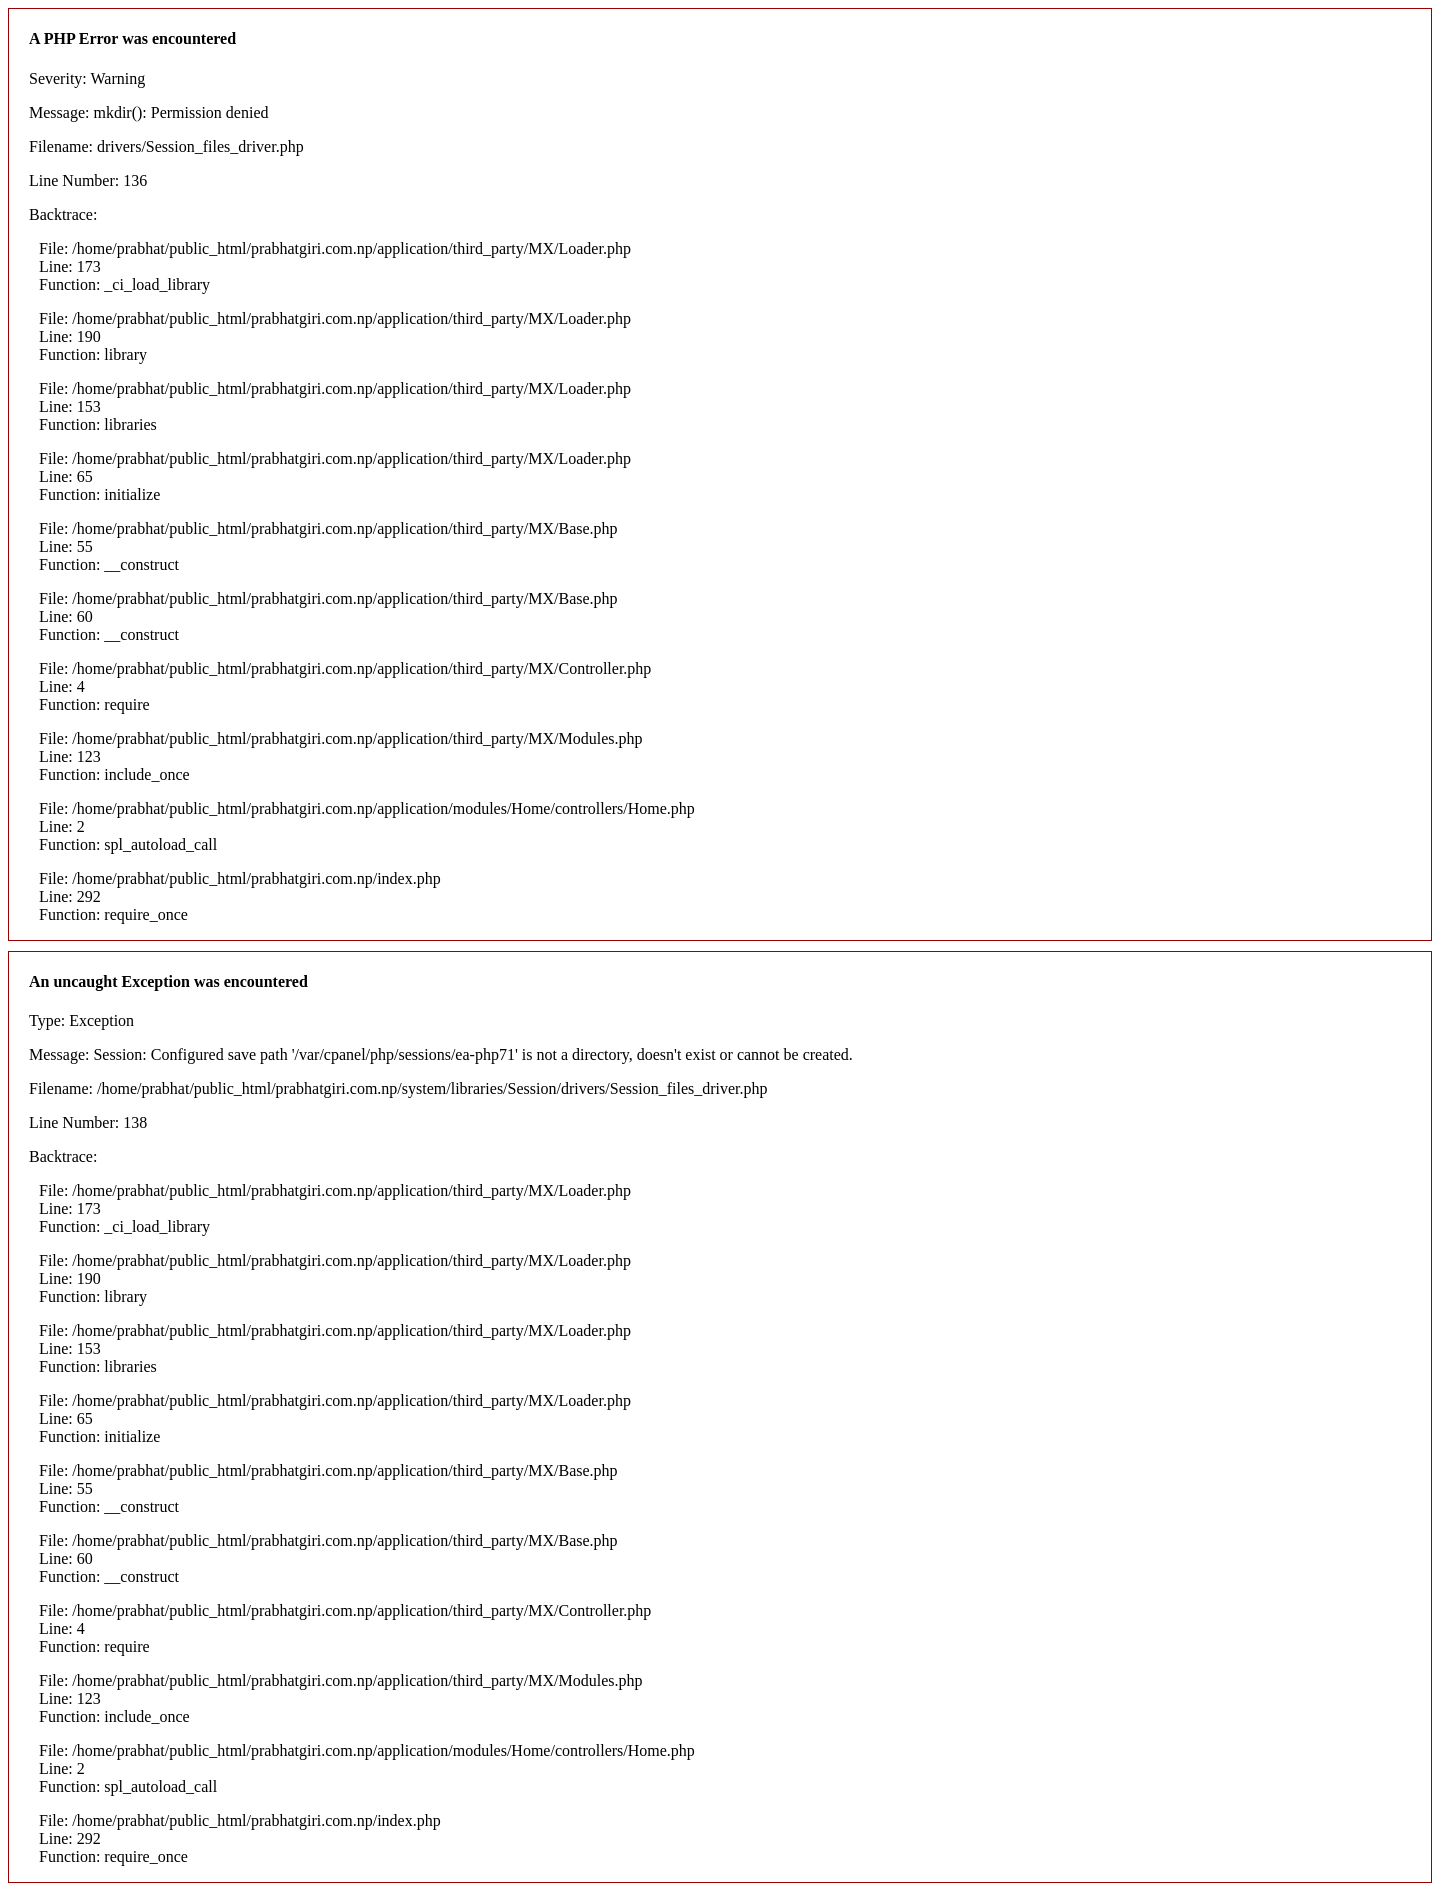 A PHP Error was encountered
Severity: Warning
Message: mkdir(): Permission denied
Filename: drivers/Session_files_driver.php
Line Number: 136
Backtrace:
File: /home/prabhat/public_html/prabhatgiri.com.np/application/third_party/MX/Loader.php
Line: 173
Function: _ci_load_library
File: /home/prabhat/public_html/prabhatgiri.com.np/application/third_party/MX/Loader.php
Line: 190
Function: library
File: /home/prabhat/public_html/prabhatgiri.com.np/application/third_party/MX/Loader.php
Line: 153
Function: libraries
File: /home/prabhat/public_html/prabhatgiri.com.np/application/third_party/MX/Loader.php
Line: 65
Function: initialize
File: /home/prabhat/public_html/prabhatgiri.com.np/application/third_party/MX/Base.php
Line: 55
Function: __construct
File: /home/prabhat/public_html/prabhatgiri.com.np/application/third_party/MX/Base.php
Line: 60
Function: __construct
File: /home/prabhat/public_html/prabhatgiri.com.np/application/third_party/MX/Controller.php
Line: 4
Function: require
File: /home/prabhat/public_html/prabhatgiri.com.np/application/third_party/MX/Modules.php
Line: 123
Function: include_once
File: /home/prabhat/public_html/prabhatgiri.com.np/application/modules/Home/controllers/Home.php
Line: 2
Function: spl_autoload_call
File: /home/prabhat/public_html/prabhatgiri.com.np/index.php
Line: 292
Function: require_once
An uncaught Exception was encountered
Type: Exception
Message: Session: Configured save path '/var/cpanel/php/sessions/ea-php71' is not a directory, doesn't exist or cannot be created.
Filename: /home/prabhat/public_html/prabhatgiri.com.np/system/libraries/Session/drivers/Session_files_driver.php
Line Number: 138
Backtrace:
File: /home/prabhat/public_html/prabhatgiri.com.np/application/third_party/MX/Loader.php
Line: 173
Function: _ci_load_library
File: /home/prabhat/public_html/prabhatgiri.com.np/application/third_party/MX/Loader.php
Line: 190
Function: library
File: /home/prabhat/public_html/prabhatgiri.com.np/application/third_party/MX/Loader.php
Line: 153
Function: libraries
File: /home/prabhat/public_html/prabhatgiri.com.np/application/third_party/MX/Loader.php
Line: 65
Function: initialize
File: /home/prabhat/public_html/prabhatgiri.com.np/application/third_party/MX/Base.php
Line: 55
Function: __construct
File: /home/prabhat/public_html/prabhatgiri.com.np/application/third_party/MX/Base.php
Line: 60
Function: __construct
File: /home/prabhat/public_html/prabhatgiri.com.np/application/third_party/MX/Controller.php
Line: 4
Function: require
File: /home/prabhat/public_html/prabhatgiri.com.np/application/third_party/MX/Modules.php
Line: 123
Function: include_once
File: /home/prabhat/public_html/prabhatgiri.com.np/application/modules/Home/controllers/Home.php
Line: 2
Function: spl_autoload_call
File: /home/prabhat/public_html/prabhatgiri.com.np/index.php
Line: 292
Function: require_once